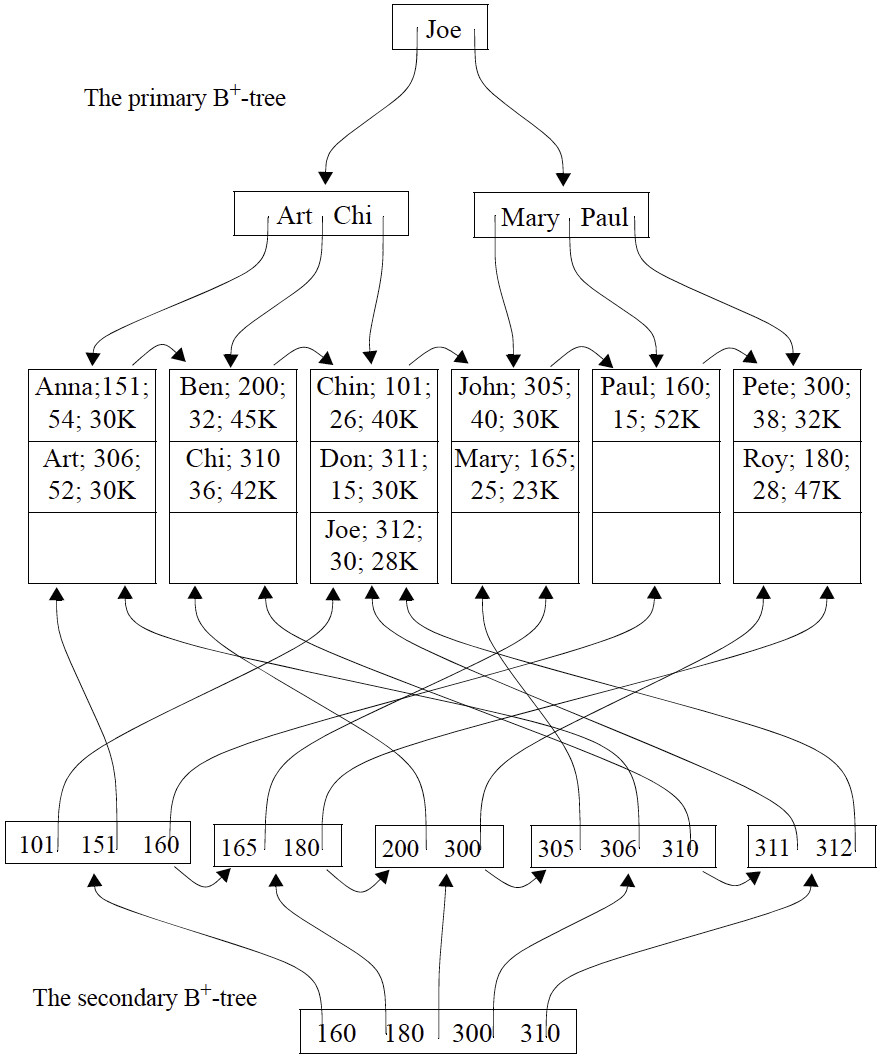 Joe
The primary B+-tree
Art Chi
Mary Paul
Anna;151;
54; 30K
Art; 306;
52; 30K
Ben; 200;
32; 45K
Chi; 310
36; 42K
Chin; 101;
26; 40K
Don; 311;
15; 30K
Joe; 312;
30; 28K
John; 305;
40; 30K
Mary; 165;
25; 23K
Paul; 160;
15; 52K
Pete; 300;
38; 32K
Roy; 180;
28; 47K
101 151 160
165 180
200 300
305 306 310
311 312
The secondary B+-tree
160 180 300 310